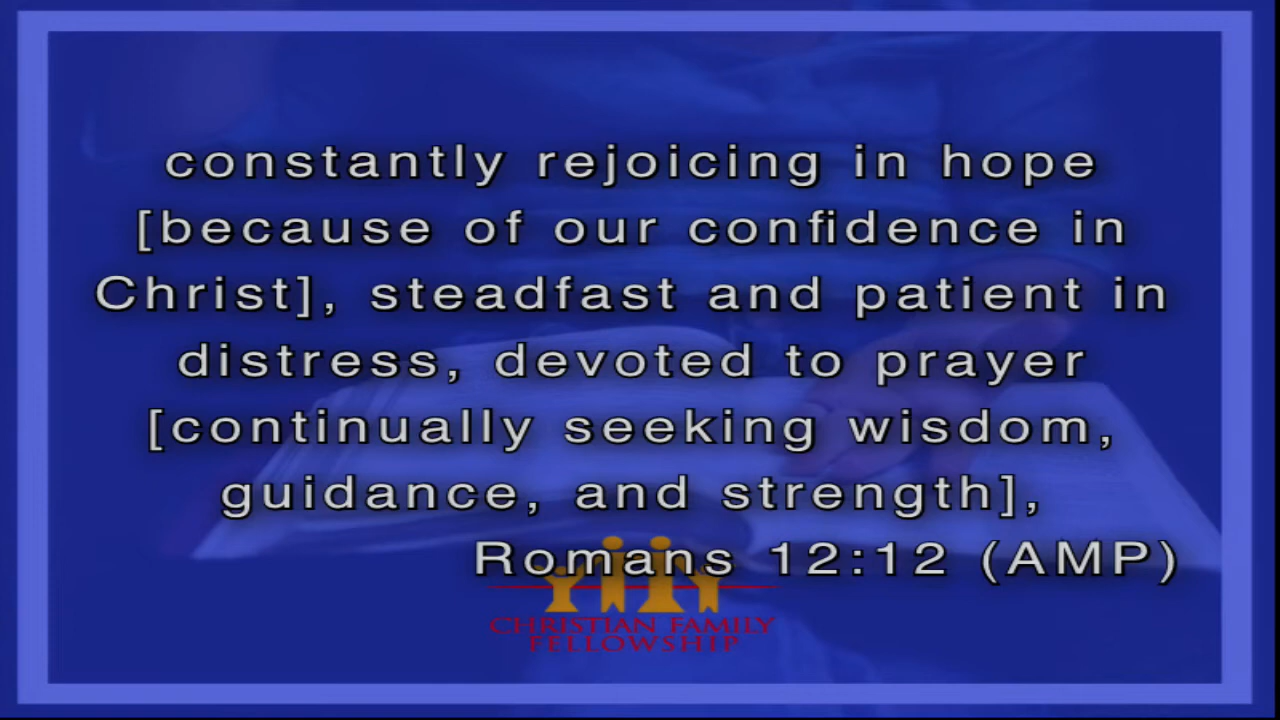 constantly rejoicing in hope
[because of our confidence in
Christ], steadfast and patient in
distress, devoted to prayer
[continually seeking wisdom,
guidance, and strength],
Romans 12:12 (AMP)
CHRISTIAN FAMILY
FELLOWSHIP